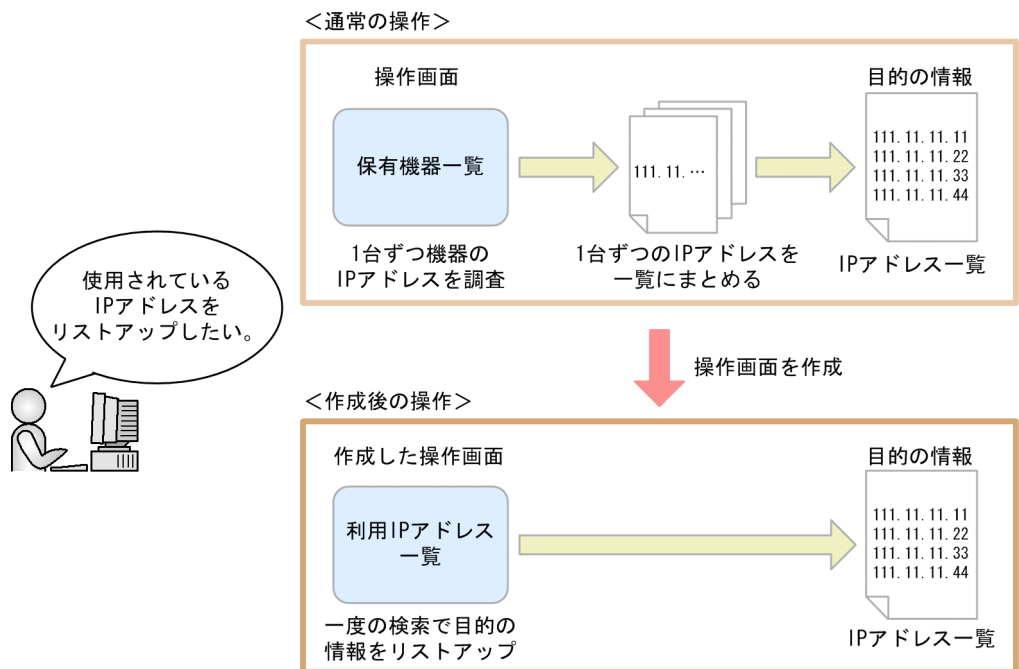 <通常の操作>
操作画面
保有機器一覧
1台ずつ機器の
IPアドレスを調査
111.11.…
1台ずつのIPアドレスを
一覧にまとめる
目的の情報
111.11.11.11
111.11.11.22
111.11.11.33
111.11.11.44
IPアドレス一覧
使用されている
IPアドレスを
リストアップしたい。
操作画面を作成
<作成後の操作>
作成した操作画面
利用IPアドレス
一覧
一度の検索で目的の
情報をリストアップ
目的の情報
111.11.11.11
111.11.11.22
111.11.11.33
111.11.11.44
IPアドレス一覧